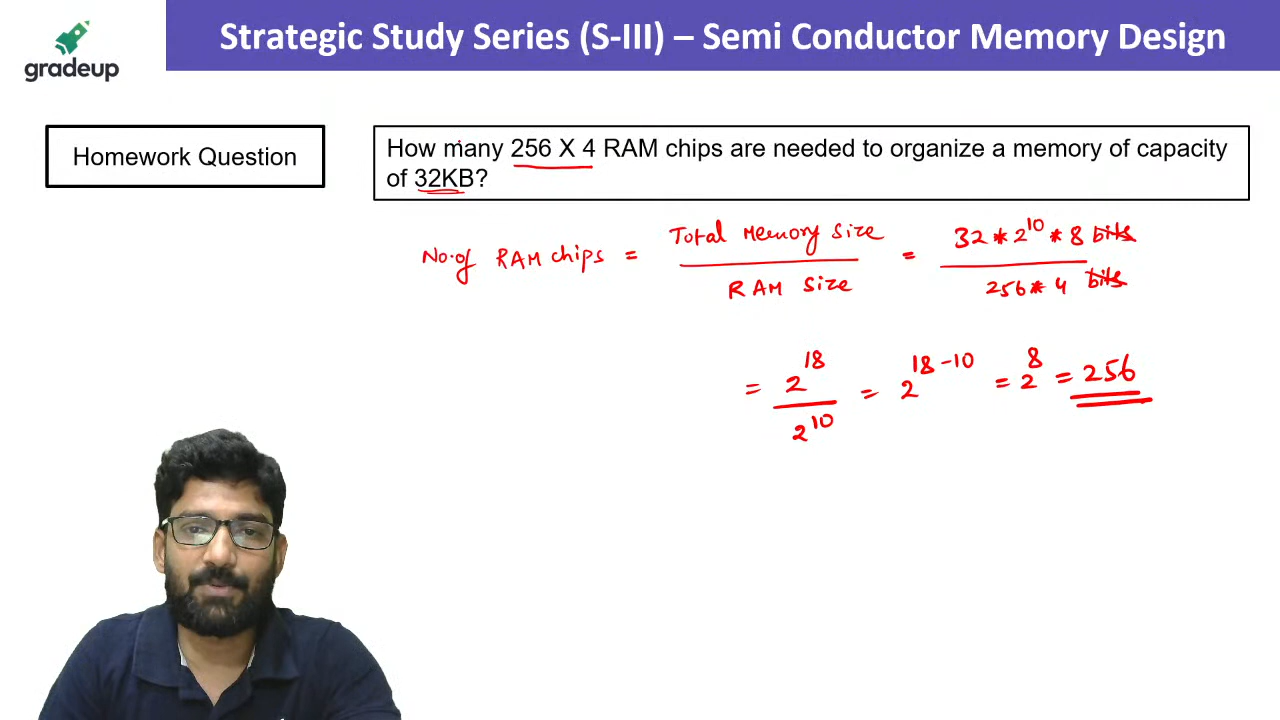 gradeup
Strategic Study Series (S-III) – Semi Conductor Memory Design
Homework Question
How many 256 X 4 RAM chips are needed to organize a memory of capacity
of 32KB?
No. of RAM chips = Total Memory Size / RAM Size = 32 * 2^10 * 8 bits / 256 * 4 bits
= 2^18 / 2^10 = 2^18-10 = 2^8 = 256